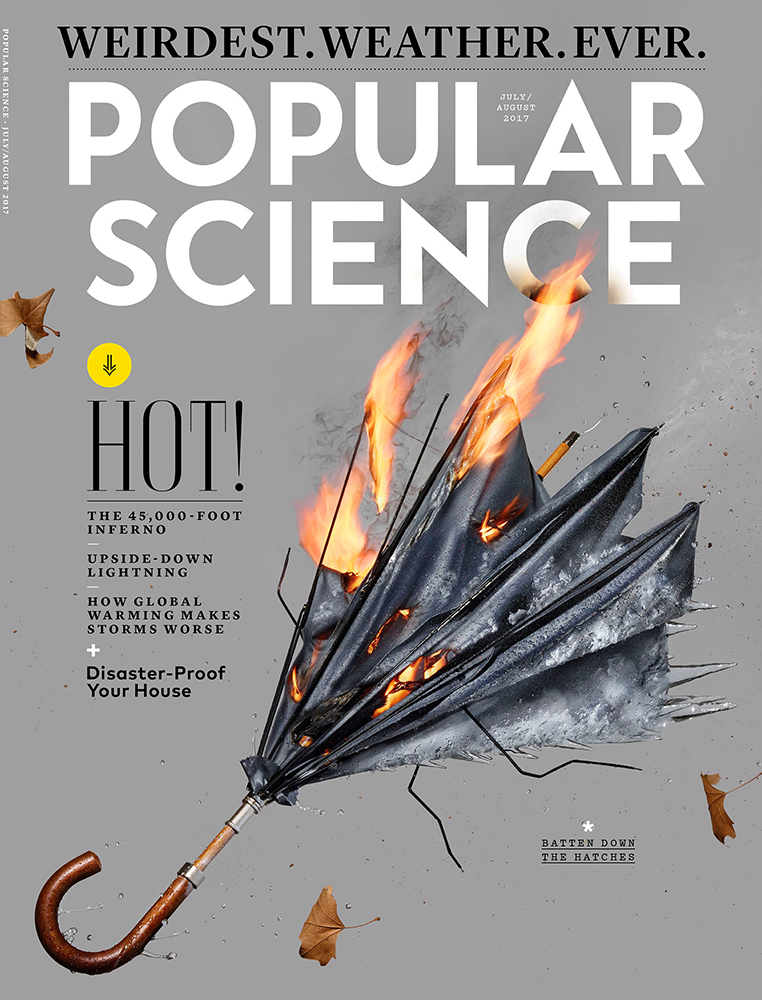 WEIRDEST. WEATHER. EVER.
POPULAR SCIENCE · JULY/AUGUST 2017
POPULAR
JULY/
AUGUST
2017
SCIENCE
HOT!
THE 45,000-FOOT
INFERNO
UPSIDE-DOWN
LIGHTNING
HOW GLOBAL
WARMING MAKES
STORMS WORSE
+
Disaster-Proof
Your House
*
BATTEN DOWN
THE HATCHES